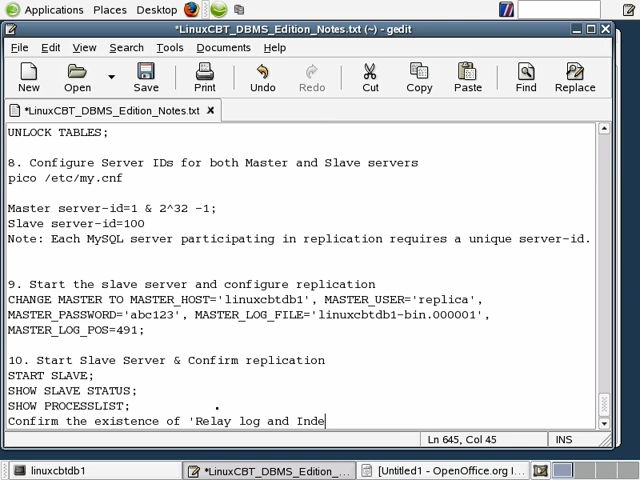 Applications Places Desktop
*LinuxCBT_DBMS_Edition_Notes.txt (~) - gedit
File Edit View Search Tools Documents Help
New Open Save Print Undo Redo Cut Copy Paste Find Replace
*LinuxCBT_DBMS_Edition_Notes.txt x
UNLOCK TABLES;
8. Configure Server IDs for both Master and Slave servers
pico /etc/my.cnf
Master server-id=1 & 2^32 -1;
Slave server-id=100
Note: Each MySQL server participating in replication requires a unique server-id.
9. Start the slave server and configure replication
CHANGE MASTER TO MASTER_HOST='linuxcbtdb1', MASTER_USER='replica',
MASTER_PASSWORD='abc123', MASTER_LOG_FILE='linuxcbtdb1-bin.000001',
MASTER_LOG_POS=491;
10. Start Slave Server & Confirm replication
START SLAVE;
SHOW SLAVE STATUS;
SHOW PROCESSLIST;
Confirm the existence of 'Relay log and Inde
Ln 645, Col 45 INS
linuxcbtdb1 *LinuxCBT_DBMS_Edition_... [Untitled1 - OpenOffice.org I...